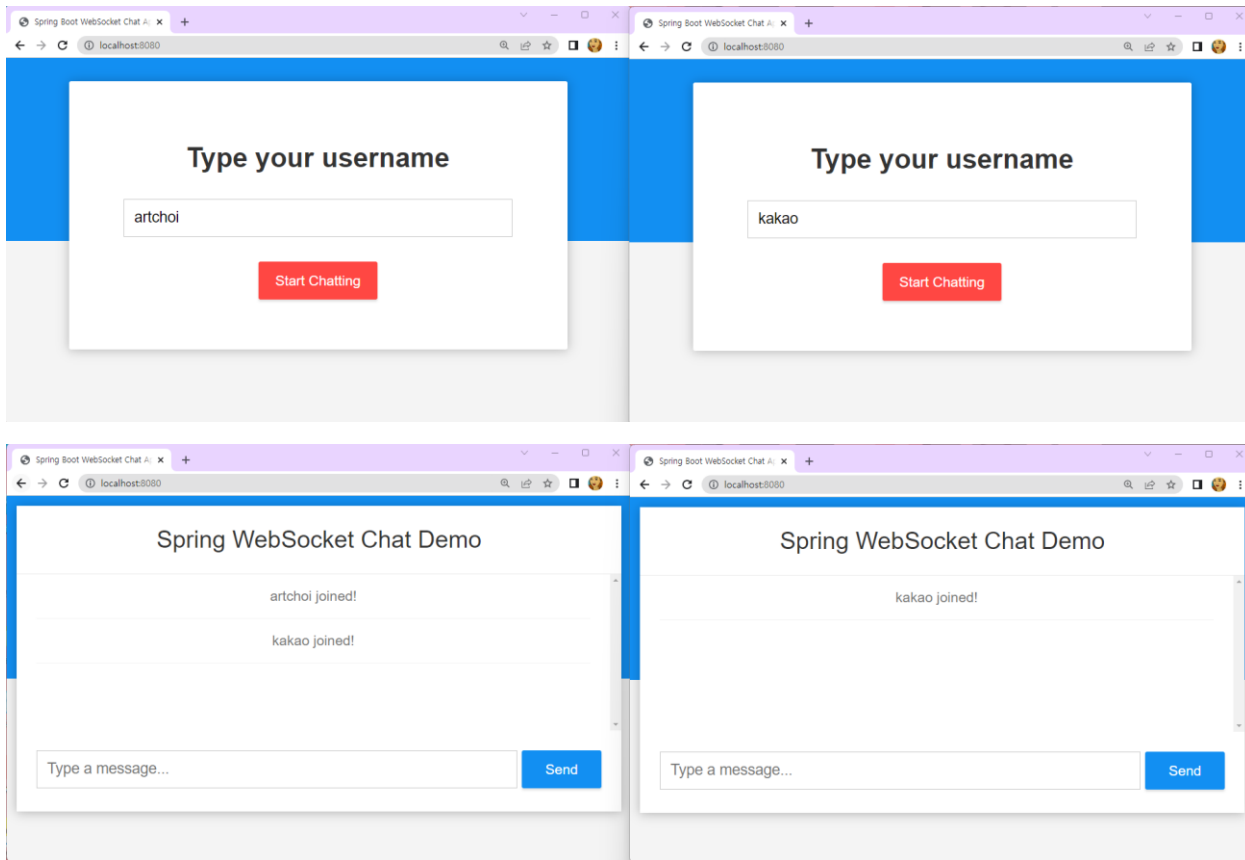 Spring Boot WebSocket Chat A
localhost:8080
Type your username
artchoi
Start Chatting
Spring Boot WebSocket Chat A
localhost:8080
Type your username
kakao
Start Chatting
Spring Boot WebSocket Chat A
localhost:8080
Spring WebSocket Chat Demo
artchoi joined!
kakao joined!
Type a message...
Send
Spring Boot WebSocket Chat A
localhost:8080
Spring WebSocket Chat Demo
kakao joined!
Type a message...
Send